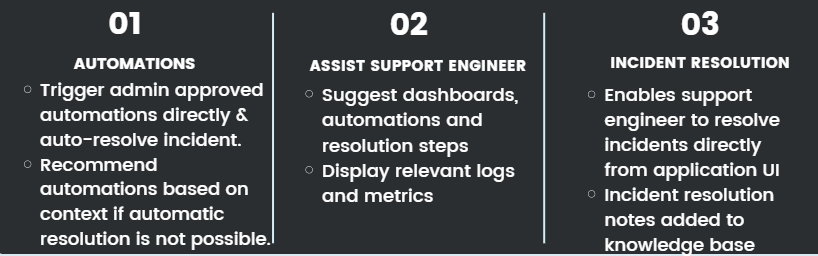 01
AUTOMATIONS
Trigger admin approved
automations directly &
auto-resolve incident.
Recommend
automations based on
context if automatic
resolution is not possible.
02
ASSIST SUPPORT ENGINEER
Suggest dashboards,
automations and
resolution steps
Display relevant logs
and metrics
03
INCIDENT RESOLUTION
Enables support
engineer to resolve
incidents directly
from application UI
Incident resolution
notes added to
knowledge base